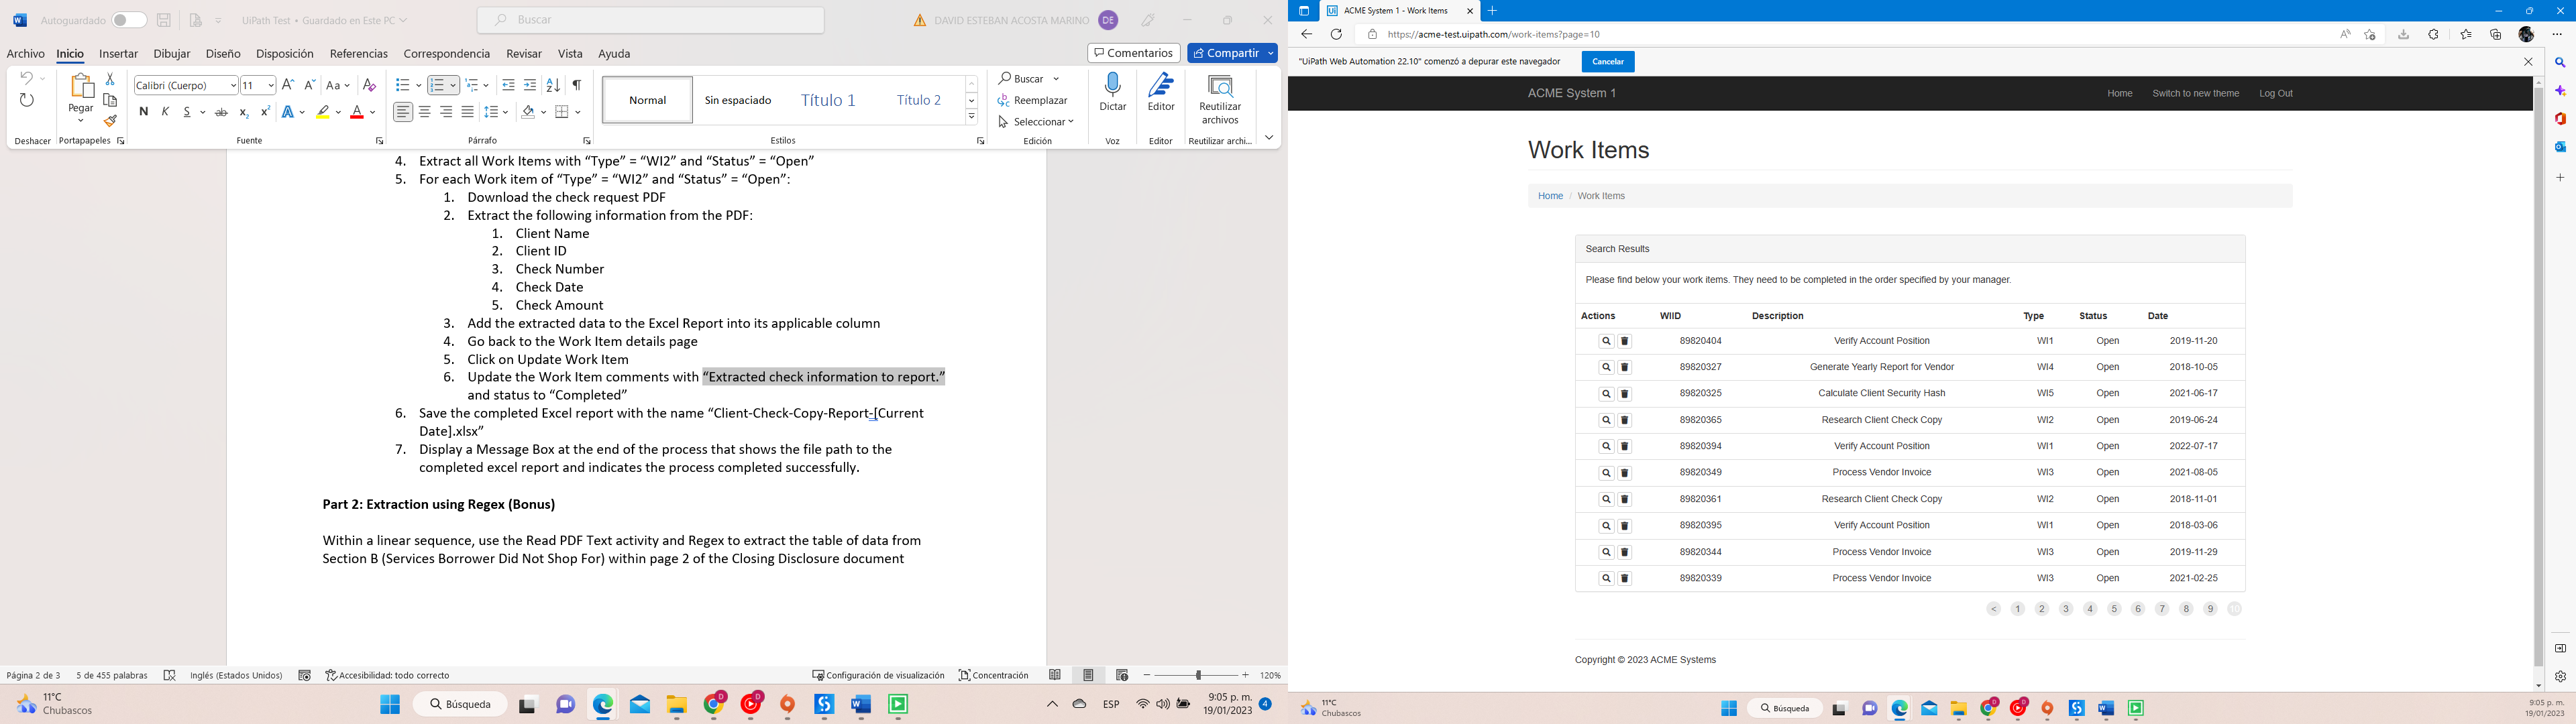 Autoguardado
UiPath Test • Guardado en Este PC
Buscar
DAVID ESTEBAN ACOSTA MARINO DE
Archivo Inicio Insertar Dibujar Diseño Disposición Referencias Correspondencia Revisar Vista Ayuda
Comentarios Compartir
Pegar
Calibri (Cuerpo) 11
Aa
N K S ab x₂ x² A A A
Normal Sin espaciado Título 1 Título 2
Buscar
Reemplazar
Seleccionar
Dictar
Editor
Reutilizar archivos
Deshacer Portapapeles Fuente Párrafo Estilos Edición Voz Editor Reutilizar archi...
4. Extract all Work Items with “Type” = “WI2” and “Status” = “Open”
5. For each Work item of “Type” = “WI2” and “Status” = “Open”:
1. Download the check request PDF
2. Extract the following information from the PDF:
1. Client Name
2. Client ID
3. Check Number
4. Check Date
5. Check Amount
3. Add the extracted data to the Excel Report into its applicable column
4. Go back to the Work Item details page
5. Click on Update Work Item
6. Update the Work Item comments with “Extracted check information to report.”
and status to “Completed”
6. Save the completed Excel report with the name “Client-Check-Copy-Report-[Current
Date].xlsx”
7. Display a Message Box at the end of the process that shows the file path to the
completed excel report and indicates the process completed successfully.
Part 2: Extraction using Regex (Bonus)
Within a linear sequence, use the Read PDF Text activity and Regex to extract the table of data from
Section B (Services Borrower Did Not Shop For) within page 2 of the Closing Disclosure document
Página 2 de 3 5 de 455 palabras Inglés (Estados Unidos) Accesibilidad: todo correcto Configuración de visualización Concentración 120%
11°C
Chubascos
Búsqueda
ESP
9:05 p. m.
19/01/2023
4
ACME System 1 - Work Items
https://acme-test.uipath.com/work-items?page=10
"UiPath Web Automation 22.10" comenzó a depurar este navegador Cancelar
ACME System 1 Home Switch to new theme Log Out
Work Items
Home / Work Items
Search Results
Please find below your work items. They need to be completed in the order specified by your manager.
Actions WIID Description Type Status Date
89820404 Verify Account Position WI1 Open 2019-11-20
89820327 Generate Yearly Report for Vendor WI4 Open 2018-10-05
89820325 Calculate Client Security Hash WI5 Open 2021-06-17
89820365 Research Client Check Copy WI2 Open 2019-06-24
89820394 Verify Account Position WI1 Open 2022-07-17
89820349 Process Vendor Invoice WI3 Open 2021-08-05
89820361 Research Client Check Copy WI2 Open 2018-11-01
89820395 Verify Account Position WI1 Open 2018-03-06
89820344 Process Vendor Invoice WI3 Open 2019-11-29
89820339 Process Vendor Invoice WI3 Open 2021-02-25
< 1 2 3 4 5 6 7 8 9 10
Copyright © 2023 ACME Systems
11°C
Chubascos
Búsqueda
9:05 p. m.
19/01/2023